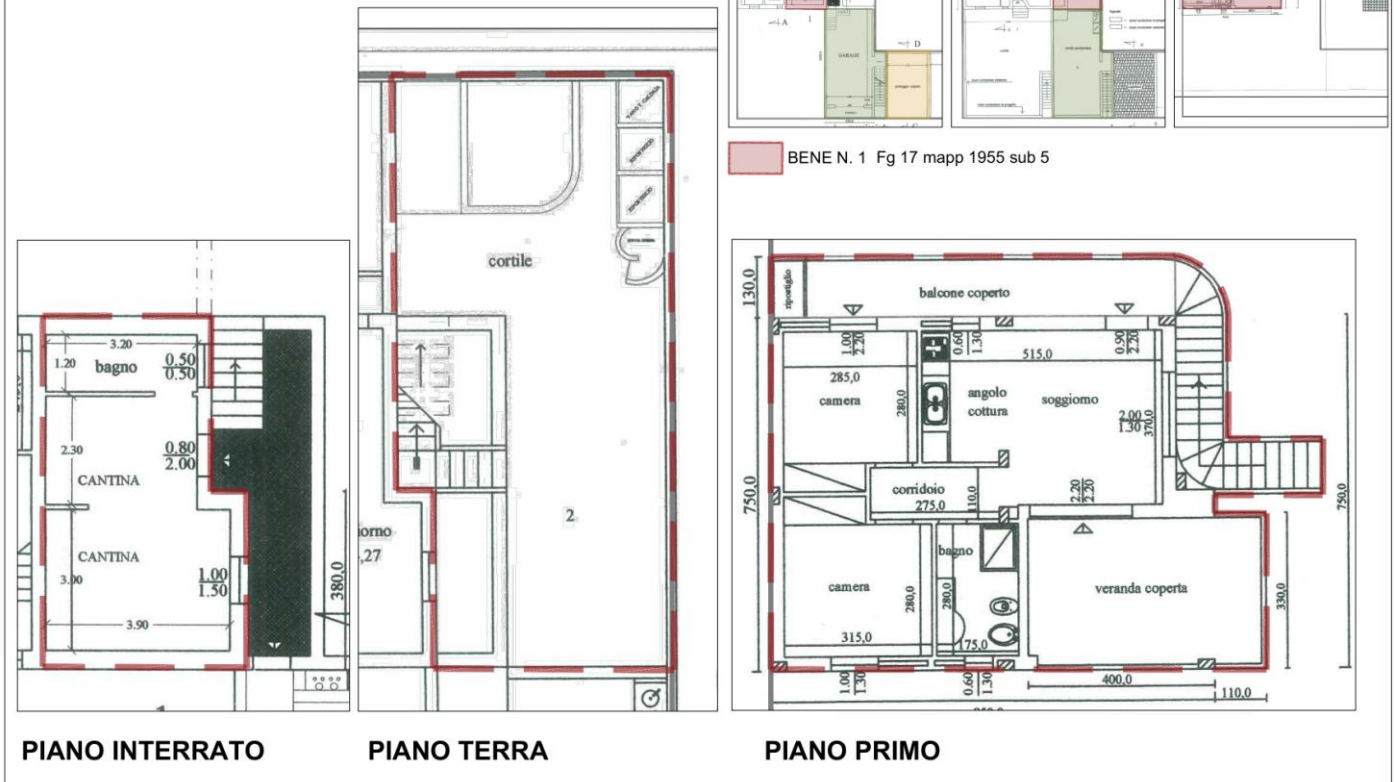 A
1
D
GARAGE
BENE N. 1 Fg 17 mapp 1955 sub 5
3.20
1.20
bagno
0.50
0.50
2.30
0.80
2.00
CANTINA
CANTINA
3.00
1.00
1.50
3.90
380,0
cortile
RIPOSTIGLIO
RIPOSTIGLIO
2
iorno
,27
130,0
ripostiglio
balcone coperto
1.00
2.20
0.60
1.30
0.90
2.20
515,0
285,0
camera
280,0
angolo
cottura
soggiorno
2.00
1.30
370,0
750,0
corridoio
275,0
110,0
2.20
2.20
750,0
bagno
camera
280,0
280,0
veranda coperta
330,0
315,0
175,0
1.00
1.30
0.60
1.30
400,0
110,0
PIANO INTERRATO
PIANO TERRA
PIANO PRIMO